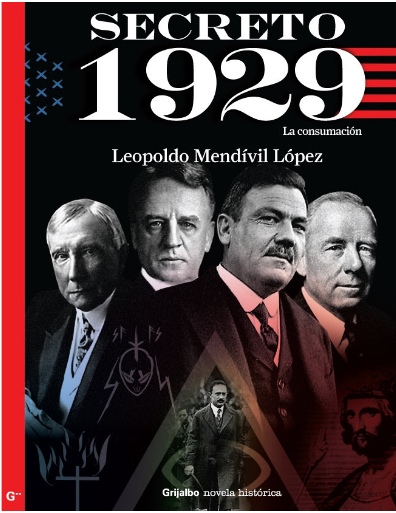 SECRETO
1929
La consumación
Leopoldo Mendívil López
Grijalbo novela histórica
G